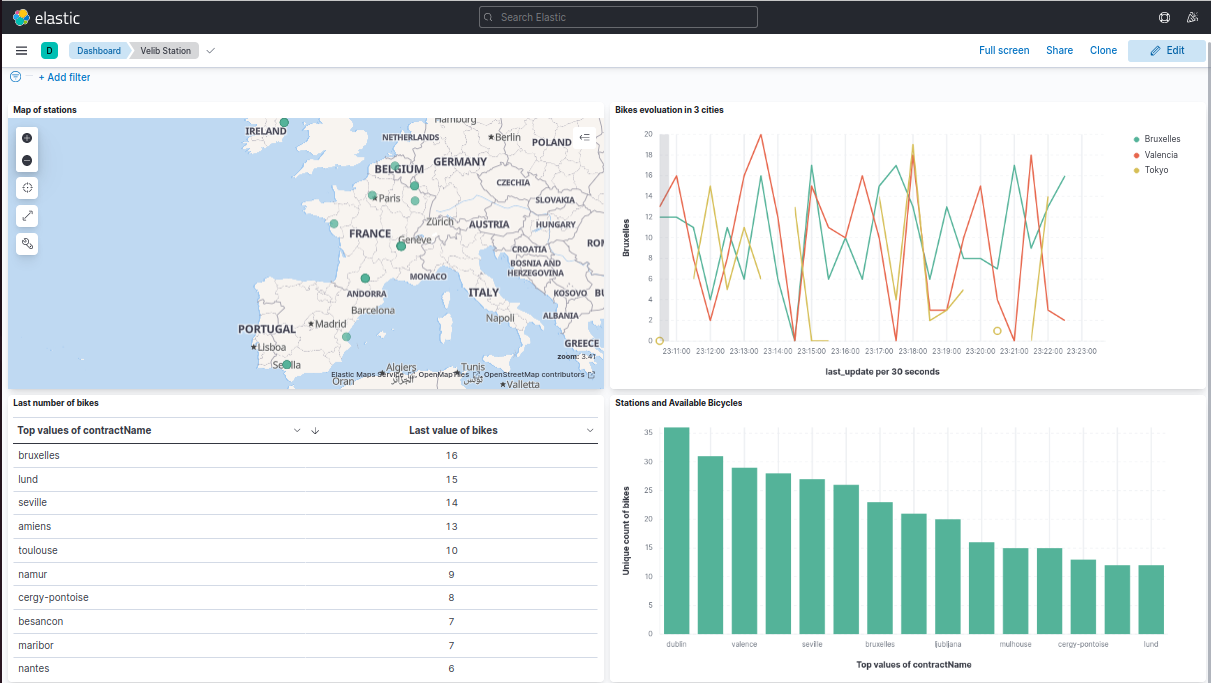 elastic
Search Elastic
D
Dashboard
Velib Station
Full screen
Share
Clone
Edit
+ Add filter
Map of stations
IRELAND
Hamburg
NETHERLANDS
Berlin
POLAND
BELGIUM
GERMANY
CZECHIA
Paris
SLOVAKIA
Zürich
AUSTRIA
HUNGARY
FRANCE
Genève
CROATIA
ROM
BOSNIA AND
HERZEGOVINA
MONACO
ITALY
ANDORRA
KOSOVO
BU
Barcelona
Napoli
ALBANIA
PORTUGAL
Madrid
Lisboa
GREECE
zoom: 3.41
Sevilla
Algiers
Tunis
Elastic Maps Service
OpenMapTiles
OpenStreetMap contributors
Oran
الجزائر
تونس
Valletta
Bikes evoluation in 3 cities
Bruxelles
20
18
16
14
12
10
8
6
4
2
0
23:11:00 23:12:00 23:13:00 23:14:00 23:15:00 23:16:00 23:17:00 23:18:00 23:19:00 23:20:00 23:21:00 23:22:00 23:23:00
last_update per 30 seconds
Bruxelles
Valencia
Tokyo
Last number of bikes
Top values of contractName Last value of bikes
bruxelles 16
lund 15
seville 14
amiens 13
toulouse 10
namur 9
cergy-pontoise 8
besancon 7
maribor 7
nantes 6
Stations and Available Bicycles
Unique count of bikes
35
30
25
20
15
10
5
0
dublin valence seville bruxelles ljubljana mulhouse cergy-pontoise lund
Top values of contractName